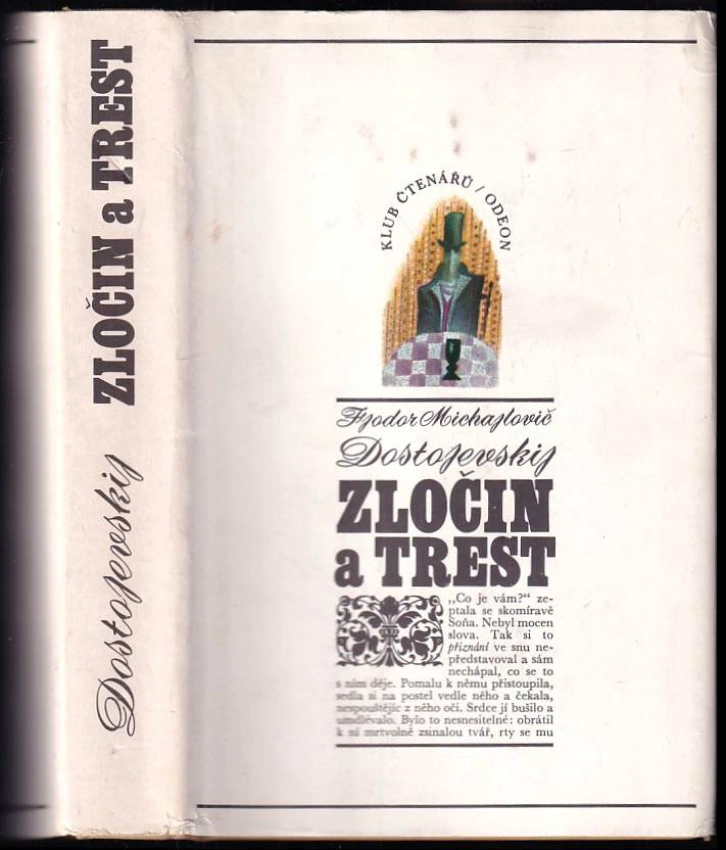 Dostojevskij ZLOČIN a TREST
KLUB ČTENÁŘŮ / ODEON
Fjodor Michajlovič
Dostojevskij
ZLOČIN
a TREST
„Co je vám?“ ze-
ptala se skomíravě
Soňa. Nebyl mocen
slova. Tak si to
přiznání ve snu ne-
představoval a sám
nechápal, co se to
s ním děje. Pomalu k němu přistoupila,
sedla si na postel vedle něho a čekala,
nespouštějíc z něho oči. Srdce jí bušilo a
umdlévalo. Bylo to nesnesitelné: obrátil
k ní mrtvolně zsinalou tvář, rty se mu